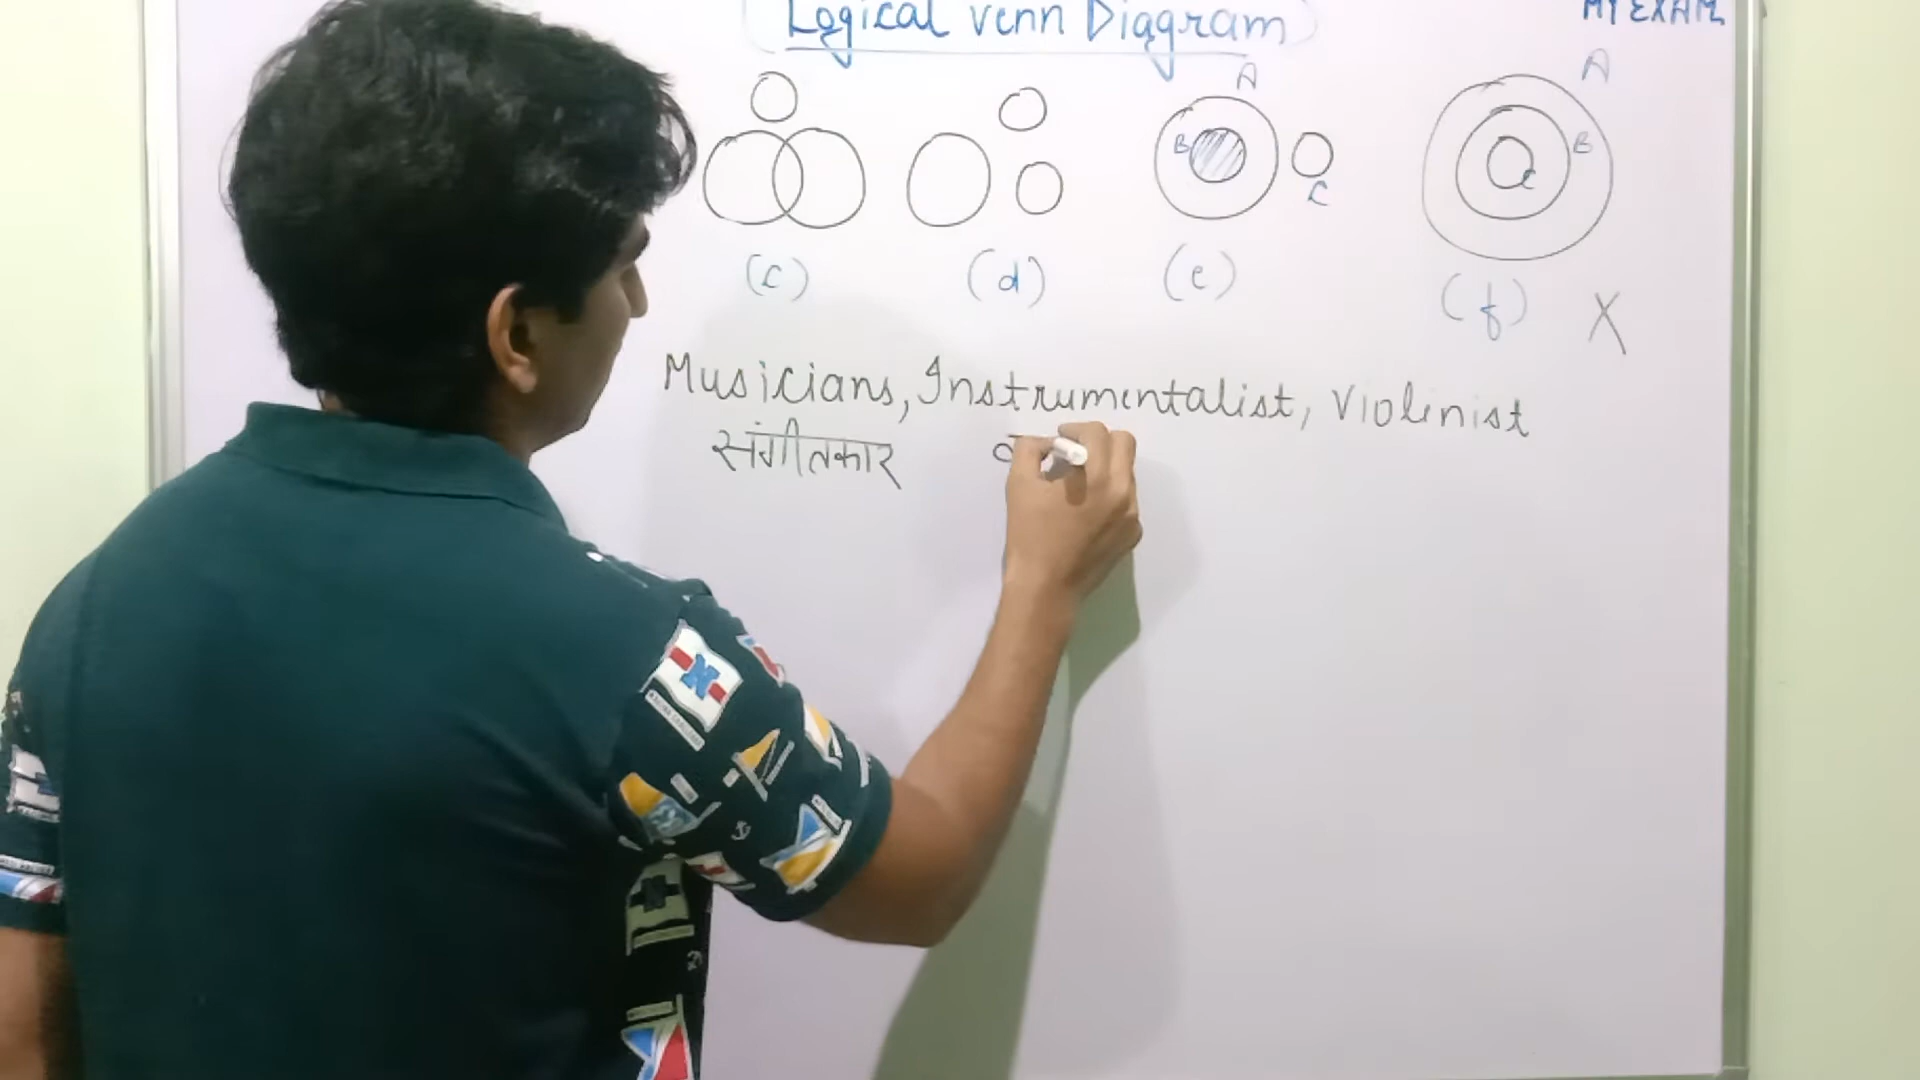 Logical Venn Diagram
MY EXAM
A
A
B
B
C
C
(c) (d) (e) (f) X
Musicians, Instrumentalist, Violinist
संगीतकार व
N
N